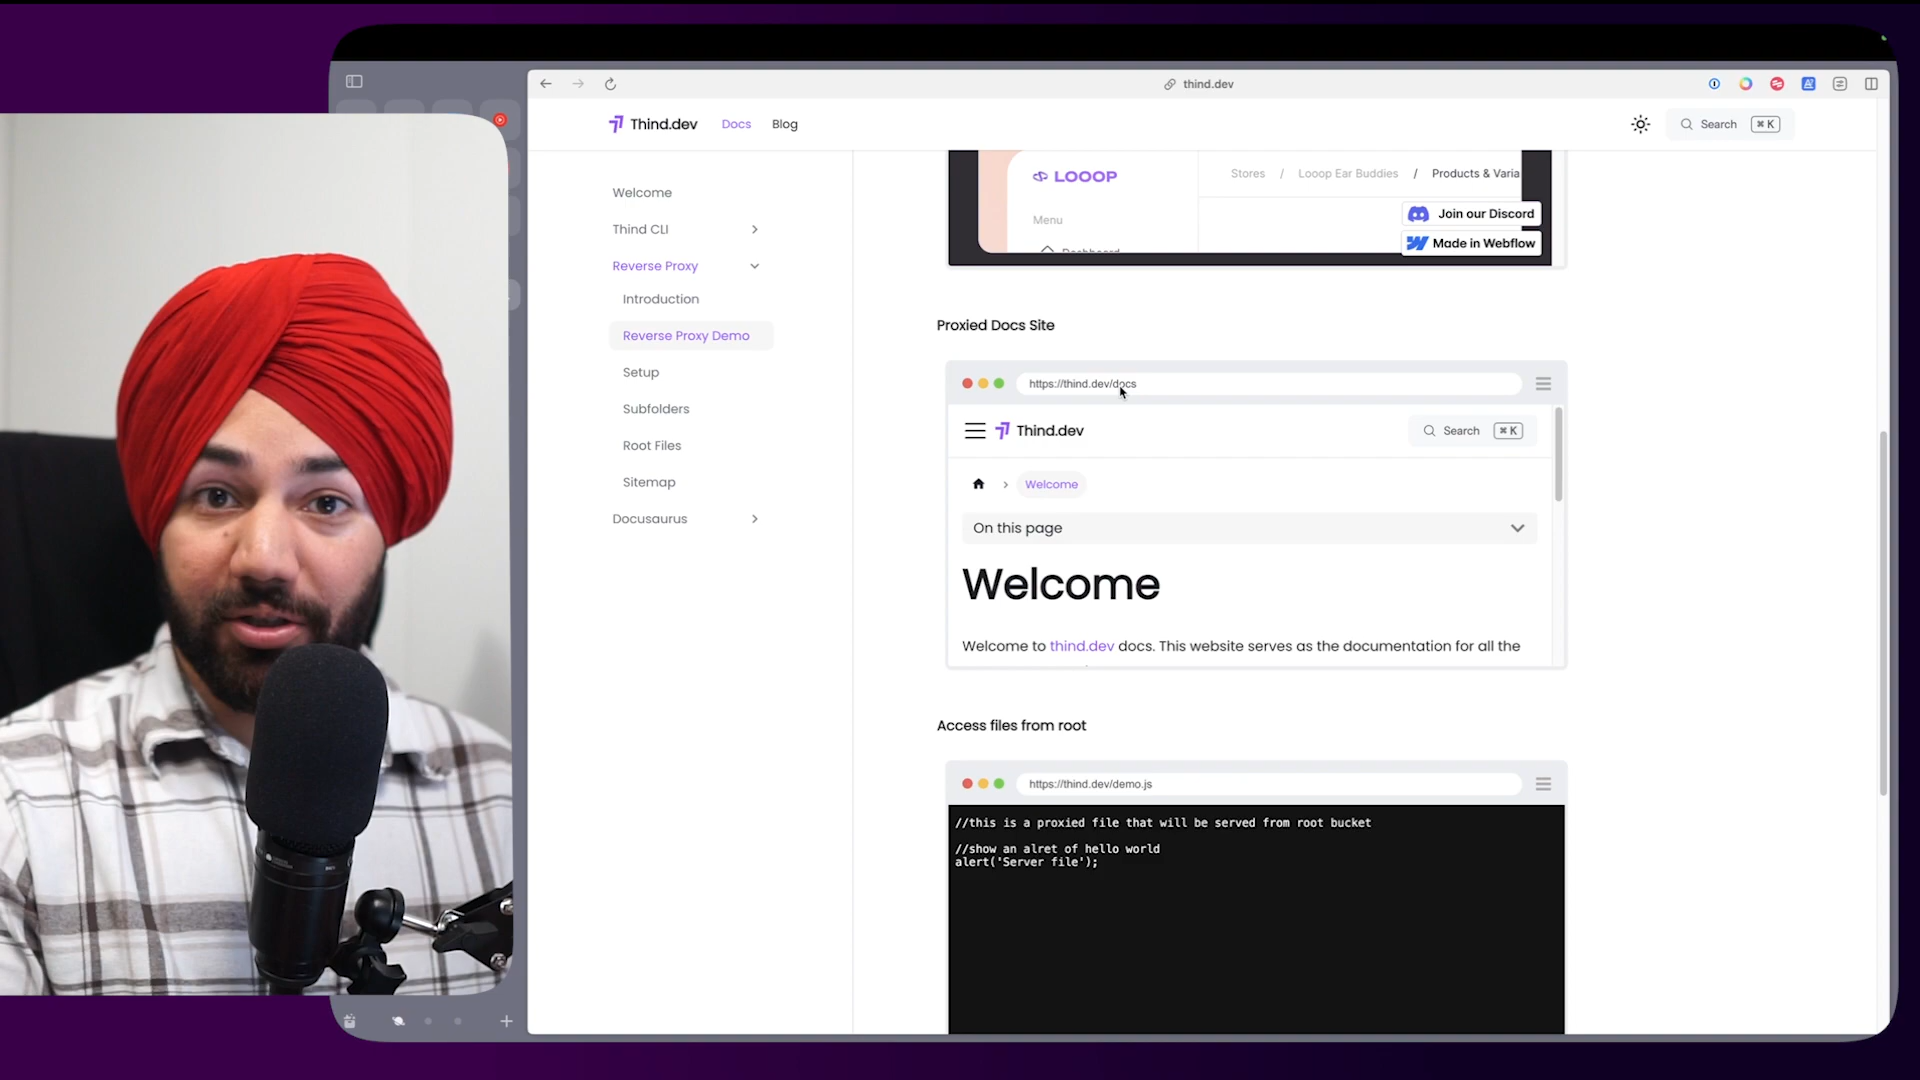 thind.dev
Thind.dev
Docs
Blog
Search
⌘ K
Welcome
Thind CLI
Reverse Proxy
Introduction
Reverse Proxy Demo
Setup
Subfolders
Root Files
Sitemap
Docusaurus
LOOOP
Stores / Looop Ear Buddies / Products & Varia
Menu
Dashboard
Join our Discord
Made in Webflow
Proxied Docs Site
https://thind.dev/docs
Thind.dev
Search
⌘ K
Welcome
On this page
Welcome
Welcome to thind.dev docs. This website serves as the documentation for all the
Access files from root
https://thind.dev/demo.js
//this is a proxied file that will be served from root bucket
//show an alret of hello world
alert('Server file');